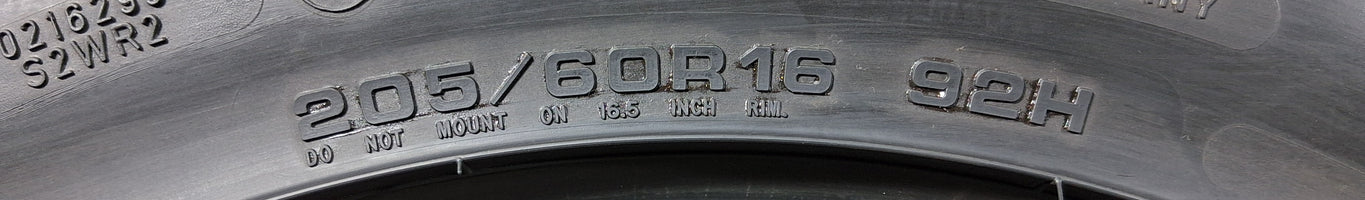 S2WR2
205/60R16 92H
DO NOT MOUNT ON 16.5 INCH RIM.